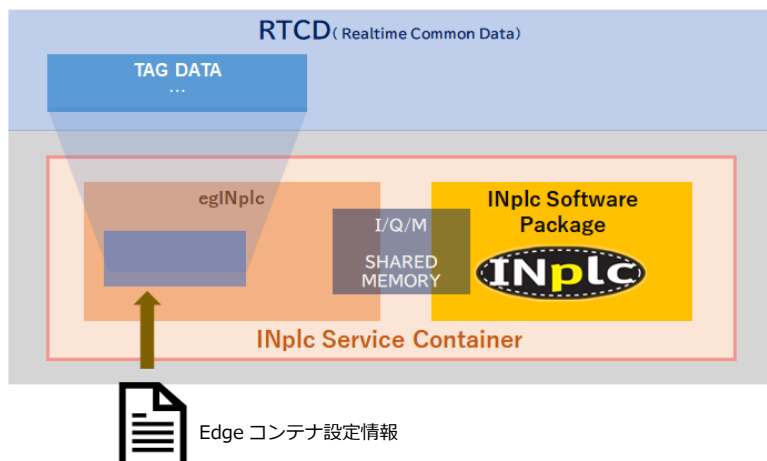 RTCD( Realtime Common Data)
TAG DATA
...
egINplc
INplc Software
Package
I/Q/M
SHARED
MEMORY
INplc
INplc Service Container
Edge コンテナ設定情報